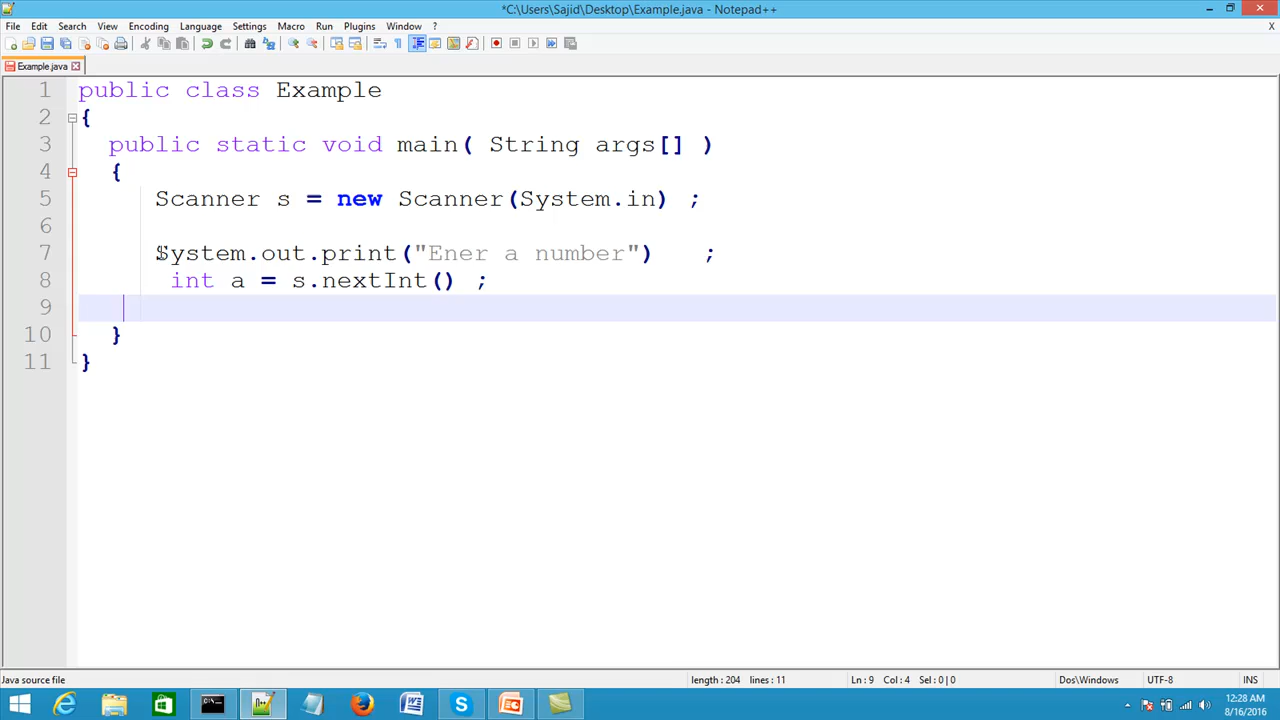 *C:\Users\Sajid\Desktop\Example.java - Notepad++
File Edit Search View Encoding Language Settings Macro Run Plugins Window ? X
Example.java
1 public class Example
2 {
3 public static void main( String args[] )
4 {
5 Scanner s = new Scanner(System.in) ;
6
7 System.out.print("Ener a number") ;
8 int a = s.nextInt() ;
9
10 }
11 }
Java source file length : 204 lines : 11 Ln : 9 Col : 4 Sel : 0 | 0 Dos\Windows UTF-8 INS
12:28 AM
8/16/2016